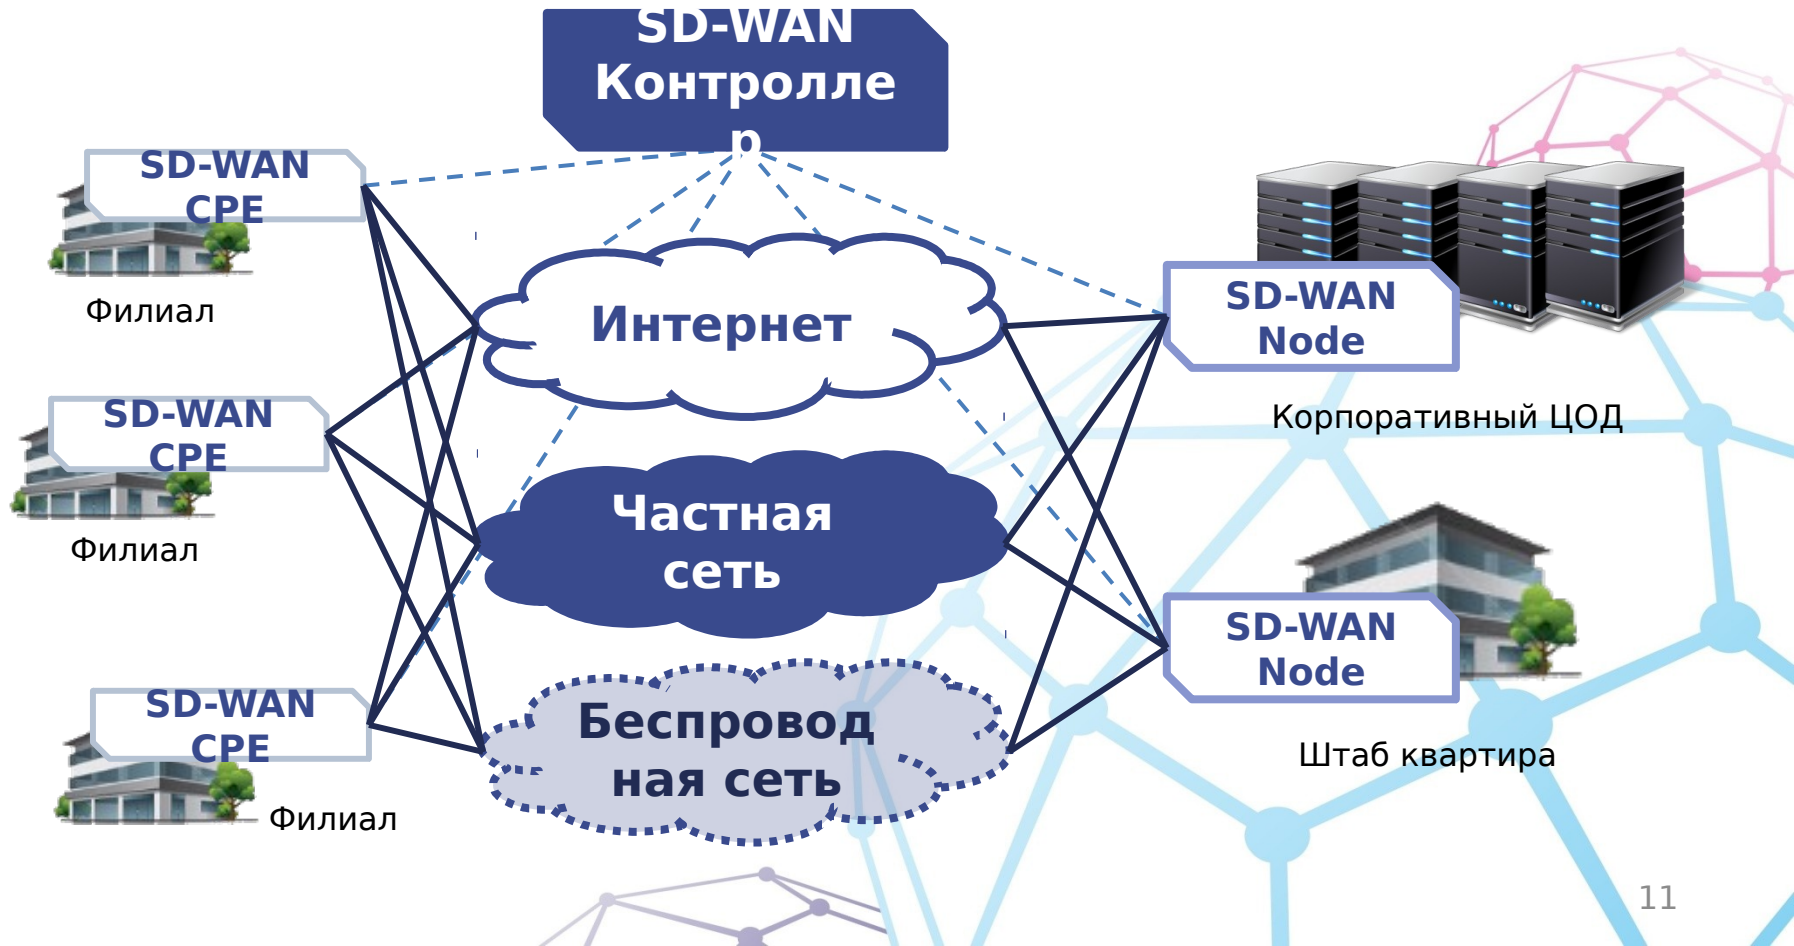 SD-WAN
Контролле
р
SD-WAN
CPE
Филиал
SD-WAN
CPE
Филиал
SD-WAN
CPE
Филиал
Интернет
Частная
сеть
Беспровод
ная сеть
SD-WAN
Node
Корпоративный ЦОД
SD-WAN
Node
Штаб квартира
11